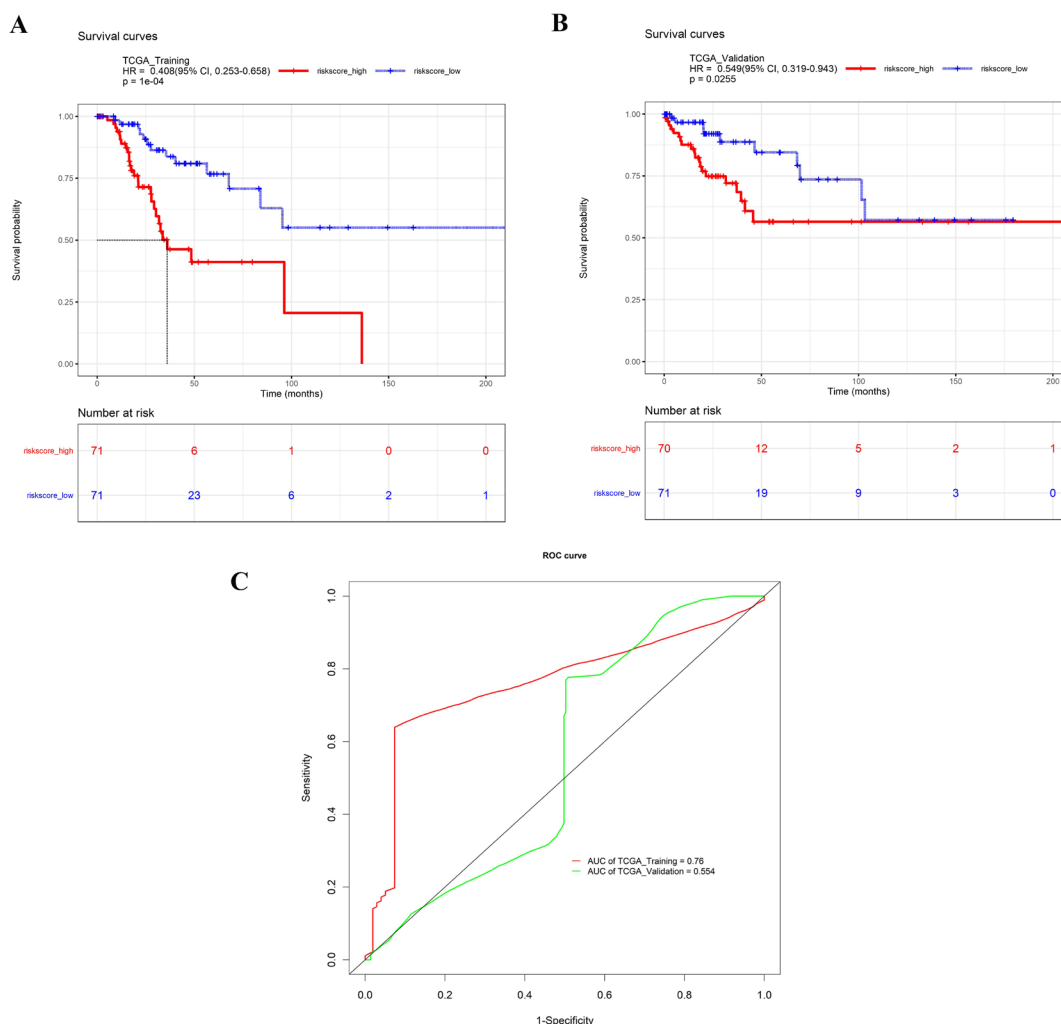 A
Survival curves
TCGA_Training
HR = 0.408(95% CI, 0.253-0.658)
p = 1e-04
riskscore_high riskscore_low
Survival probability
1.00
0.75
0.50
0.25
0.00
0 50 100 150 200
Time (months)
Number at risk
riskscore_high 71 6 1 0 0
riskscore_low 71 23 6 2 1
B
Survival curves
TCGA_Validation
HR = 0.549(95% CI, 0.319-0.943)
p = 0.0255
riskscore_high riskscore_low
Survival probability
1.00
0.75
0.50
0.25
0.00
0 50 100 150 200
Time (months)
Number at risk
riskscore_high 70 12 5 2 1
riskscore_low 71 19 9 3 0
C
ROC curve
Sensitivity
1.0
0.8
0.6
0.4
0.2
0.0
AUC of TCGA_Training = 0.76
AUC of TCGA_Validation = 0.554
0.0 0.2 0.4 0.6 0.8 1.0
1-Specificity